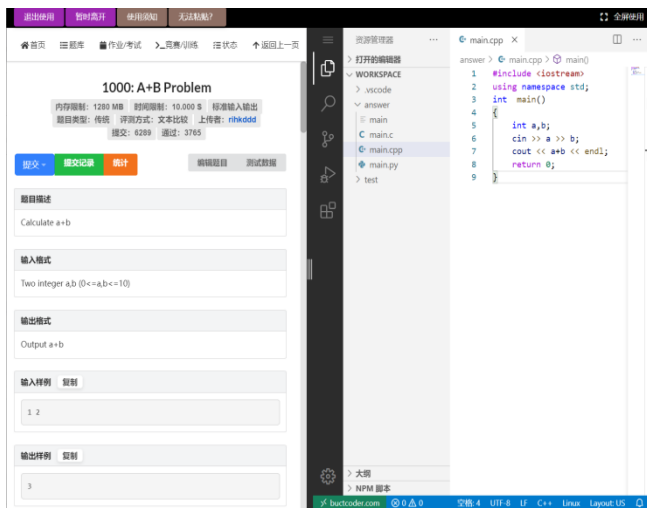 退出使用 暂时离开 使用须知 无法粘贴? 全屏使用
首页 题库 作业/考试 竞赛/训练 状态 返回上一页
1000: A+B Problem
内存限制：1280 MB 时间限制：10.000 S 标准输入输出
题目类型：传统 评测方式：文本比较 上传者：rihkddd
提交：6289 通过：3765
提交 提交记录 统计 编辑题目 测试数据
题目描述
Calculate a+b
输入格式
Two integer a,b (0<=a,b<=10)
输出格式
Output a+b
输入样例 复制
1 2
输出样例 复制
3
资源管理器 ···
> 打开的编辑器
WORKSPACE
> .vscode
answer
main
C main.c
main.cpp
main.py
> test
> 大纲
> NPM 脚本
main.cpp × ···
answer > main.cpp > main()
1 #include <iostream>
2 using namespace std;
3 int main()
4 {
5 int a,b;
6 cin >> a >> b;
7 cout << a+b << endl;
8 return 0;
9 }
buctcoder.com 0 0 空格: 4 UTF-8 LF C++ Linux Layout: US